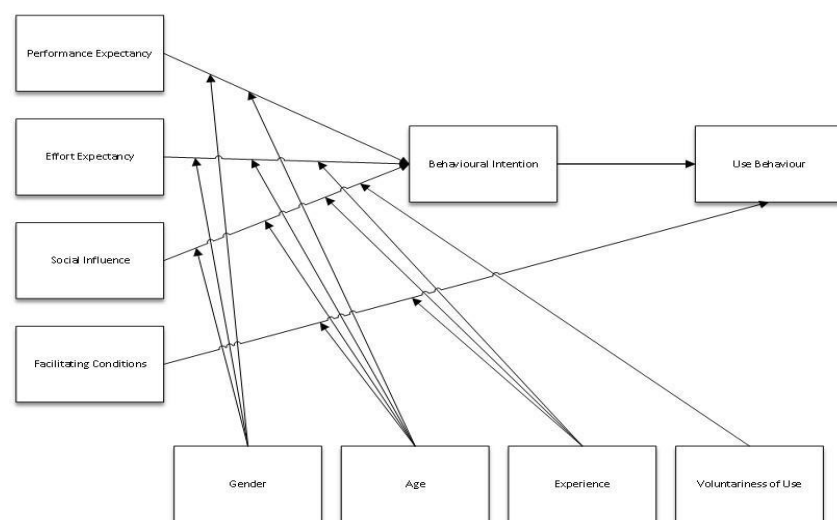 Performance Expectancy
Effort Expectancy
Behavioural Intention
Use Behaviour
Social Influence
Facilitating Conditions
Gender
Age
Experience
Voluntariness of Use